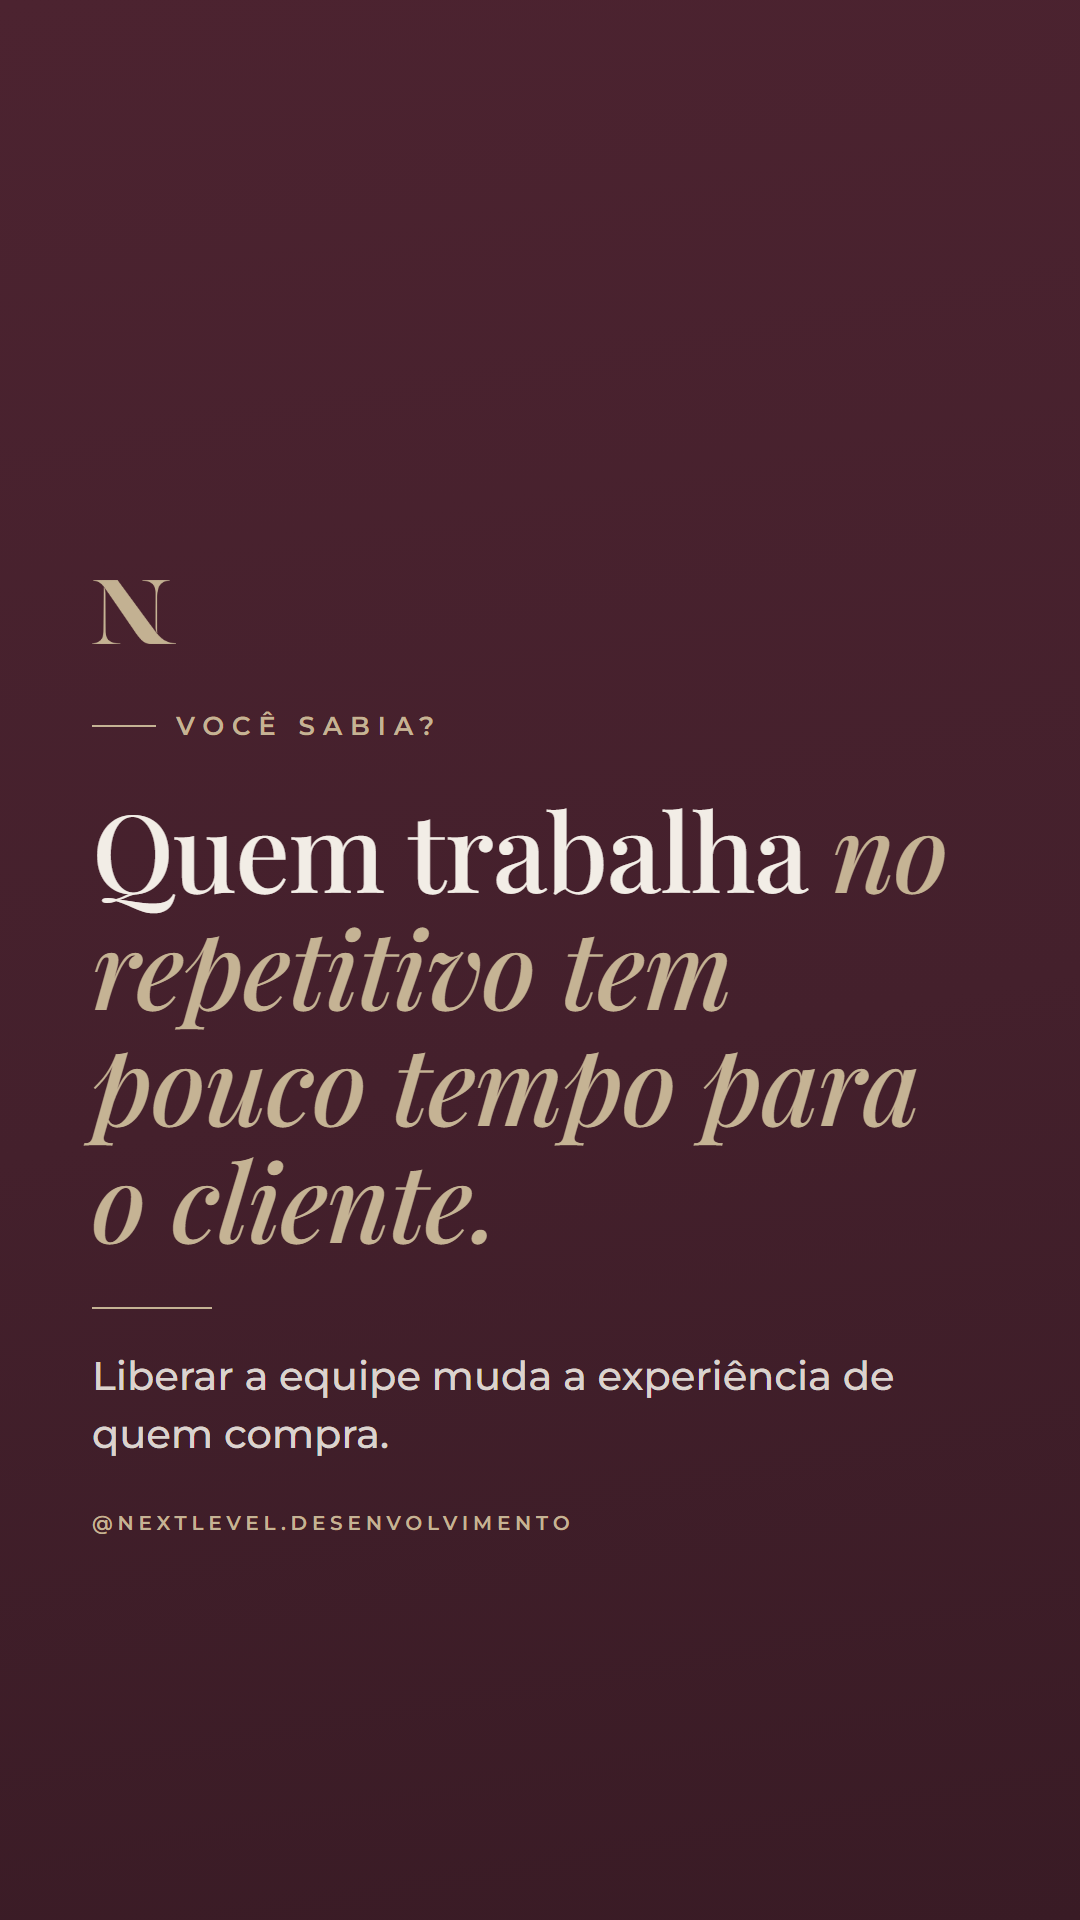 N
VOCÊ SABIA?
Quem trabalha no
repetitivo tem
pouco tempo para
o cliente.
Liberar a equipe muda a experiência de
quem compra.
@NEXTLEVEL.DESENVOLVIMENTO